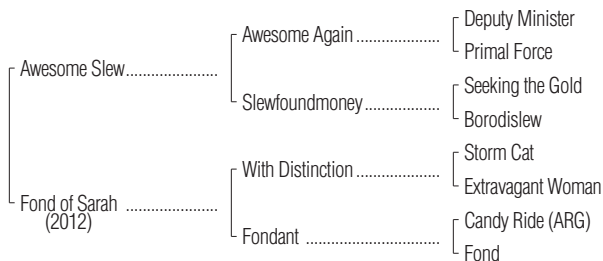 Deputy Minister
Awesome Again ....................
Primal Force
Awesome Slew......................
Seeking the Gold
Slewfoundmoney ..................
Borodislew
Storm Cat
With Distinction ....................
Extravagant Woman
Fond of Sarah ......................
(2012)
Candy Ride (ARG)
Fondant ................................
Fond